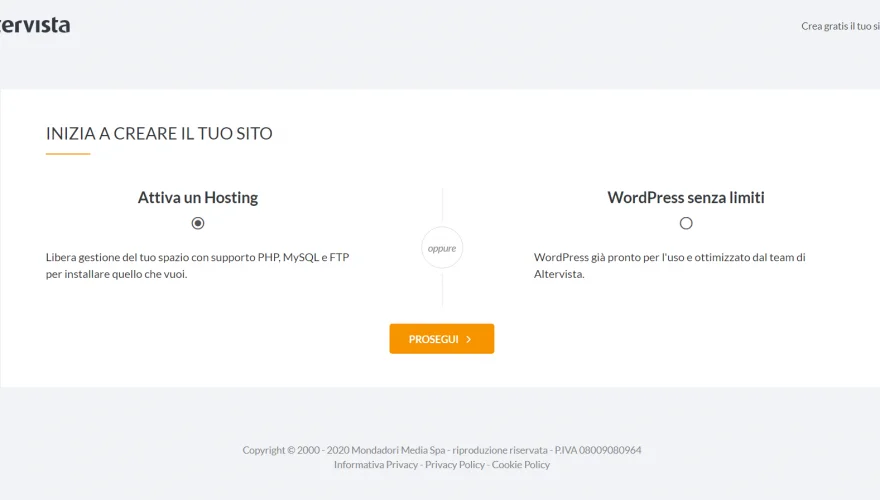 tervista
Crea gratis il tuo si
INIZIA A CREARE IL TUO SITO
Attiva un Hosting
Libera gestione del tuo spazio con supporto PHP, MySQL e FTP
per installare quello che vuoi.
oppure
WordPress senza limiti
WordPress già pronto per l'uso e ottimizzato dal team di
Altervista.
PROSEGUI
Copyright © 2000 - 2020 Mondadori Media Spa - riproduzione riservata - P.IVA 08009080964
Informativa Privacy - Privacy Policy - Cookie Policy